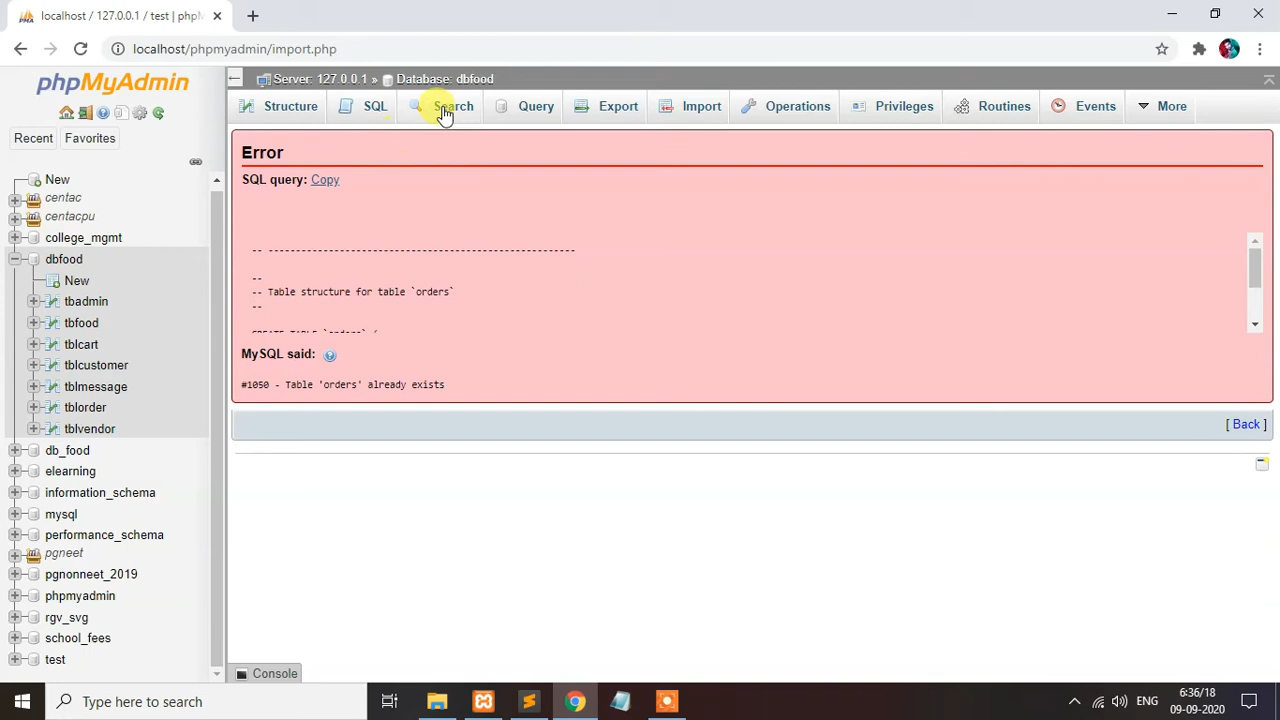 localhost / 127.0.0.1 / test | phpM
localhost/phpmyadmin/import.php
phpMyAdmin
Recent
Favorites
New
centac
centacpu
college_mgmt
dbfood
New
tbadmin
tbfood
tblcart
tblcustomer
tblmessage
tblorder
tblvendor
db_food
elearning
information_schema
mysql
performance_schema
pgneet
pgnonneet_2019
phpmyadmin
rgv_svg
school_fees
test
Server: 127.0.0.1 » Database: dbfood
Structure SQL Search Query Export Import Operations Privileges Routines Events More
Error
SQL query: Copy
-- ---------------------------------------------------------
--
-- Table structure for table `orders`
--
CREATE TABLE `orders` (
MySQL said:
#1050 - Table 'orders' already exists
[ Back ]
Console
Type here to search
ENG
6:36/18
09-09-2020